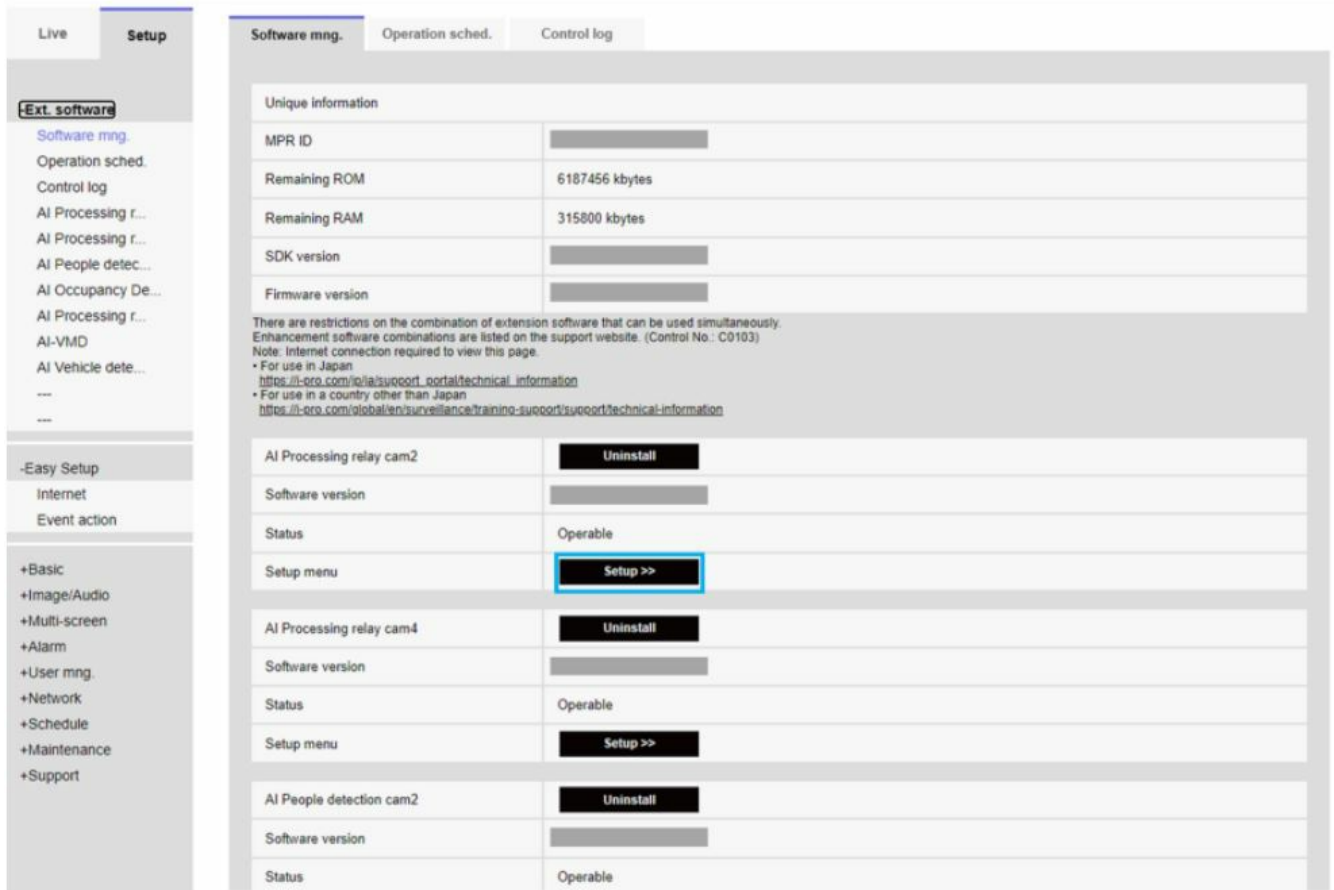 Live
Setup
-Ext. software
Software mng.
Operation sched.
Control log
AI Processing r...
AI Processing r...
AI People detec...
AI Occupancy De...
AI Processing r...
AI-VMD
AI Vehicle dete...
---
---
-Easy Setup
Internet
Event action
+Basic
+Image/Audio
+Multi-screen
+Alarm
+User mng.
+Network
+Schedule
+Maintenance
+Support
Software mng.
Operation sched.
Control log
Unique information
MPR ID
Remaining ROM 6187456 kbytes
Remaining RAM 315800 kbytes
SDK version
Firmware version
There are restrictions on the combination of extension software that can be used simultaneously.
Enhancement software combinations are listed on the support website. (Control No.: C0103)
Note: Internet connection required to view this page.
• For use in Japan
https://i-pro.com/jp/ja/support_portal/technical_information
• For use in a country other than Japan
https://i-pro.com/global/en/surveillance/training-support/support/technical-information
AI Processing relay cam2 Uninstall
Software version
Status Operable
Setup menu Setup >>
AI Processing relay cam4 Uninstall
Software version
Status Operable
Setup menu Setup >>
AI People detection cam2 Uninstall
Software version
Status Operable